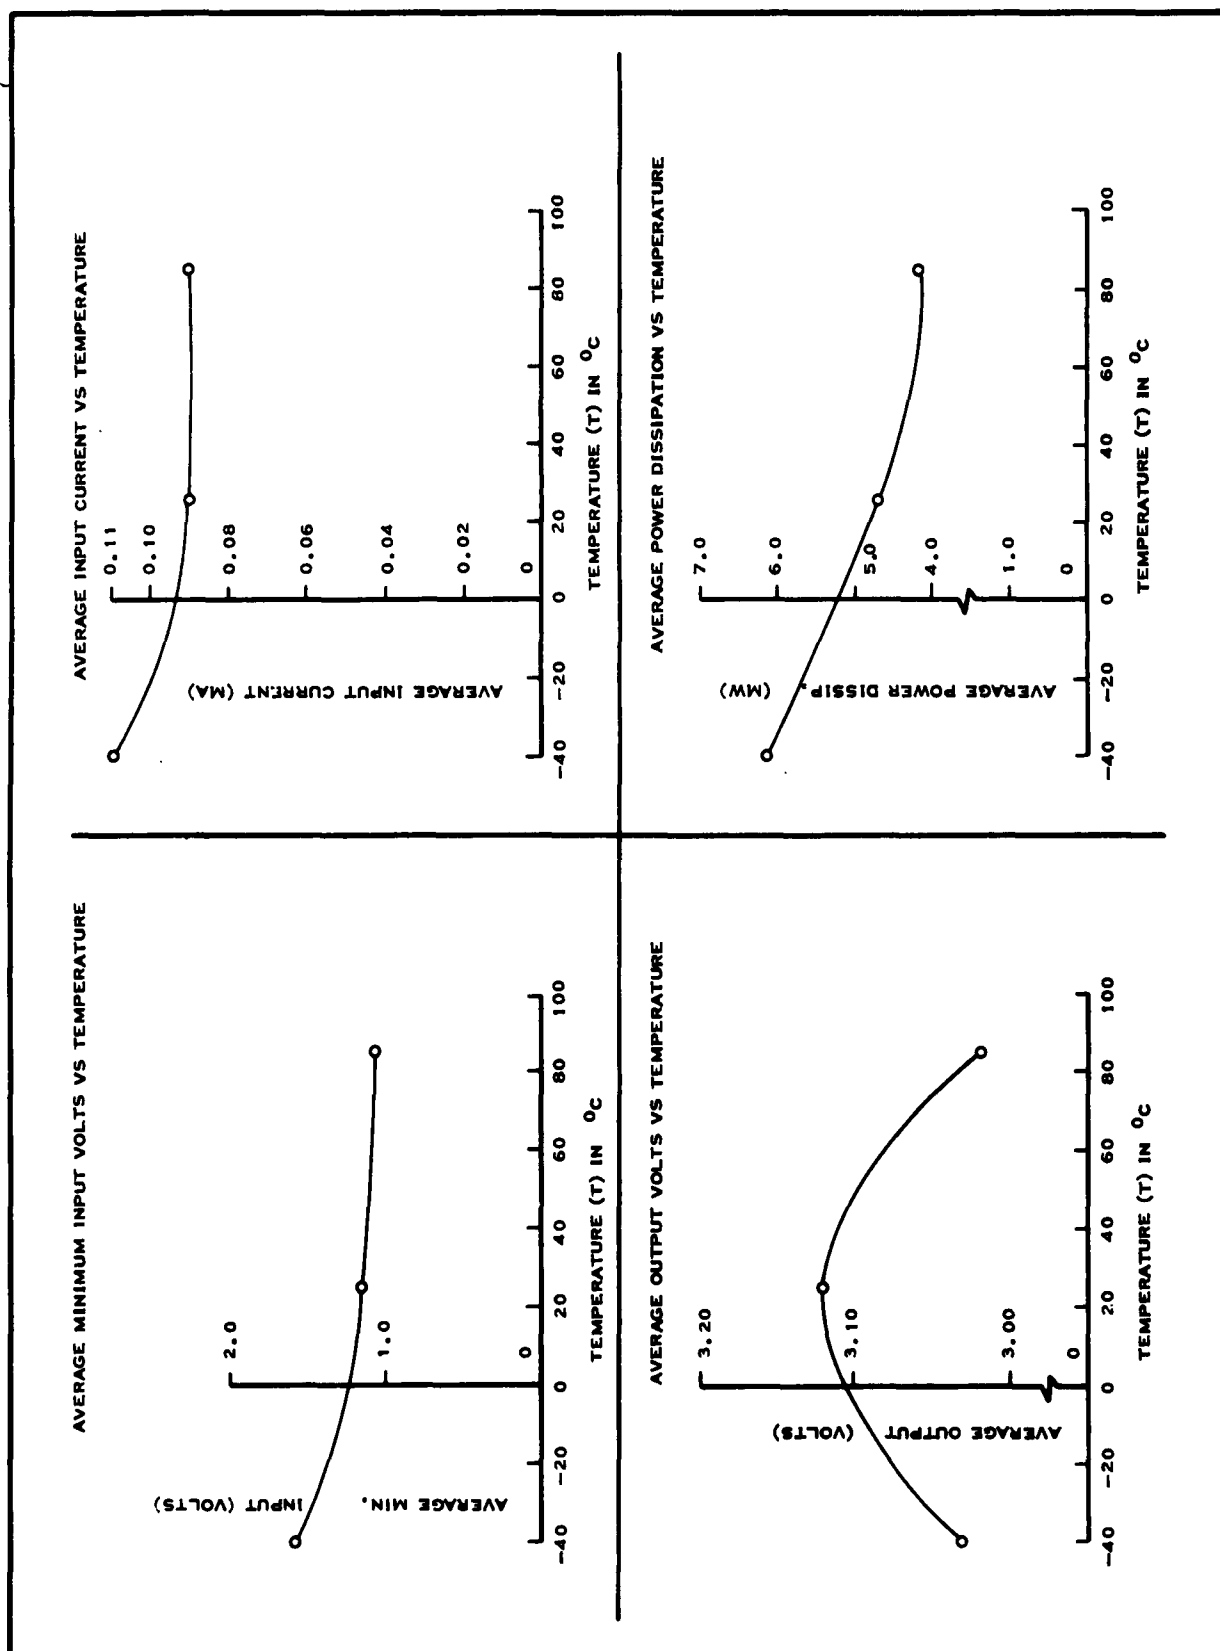 AVERAGE MINIMUM INPUT VOLTS VS TEMPERATURE
AVERAGE MIN.
INPUT (VOLTS)
2.0
1.0
0
-40 -20 0 20 40 60 80 100
TEMPERATURE (T) IN °C
AVERAGE INPUT CURRENT VS TEMPERATURE
AVERAGE INPUT CURRENT (MA)
0.11
0.10
0.08
0.06
0.04
0.02
0
-40 -20 0 20 40 60 80 100
TEMPERATURE (T) IN °C
AVERAGE OUTPUT VOLTS VS TEMPERATURE
AVERAGE OUTPUT
(VOLTS)
3.20
3.10
3.00
0
-40 -20 0 20 40 60 80 100
TEMPERATURE (T) IN °C
AVERAGE POWER DISSIPATION VS TEMPERATURE
AVERAGE POWER DISSIP.
(MW)
7.0
6.0
5.0
4.0
1.0
0
-40 -20 0 20 40 60 80 100
TEMPERATURE (T) IN °C